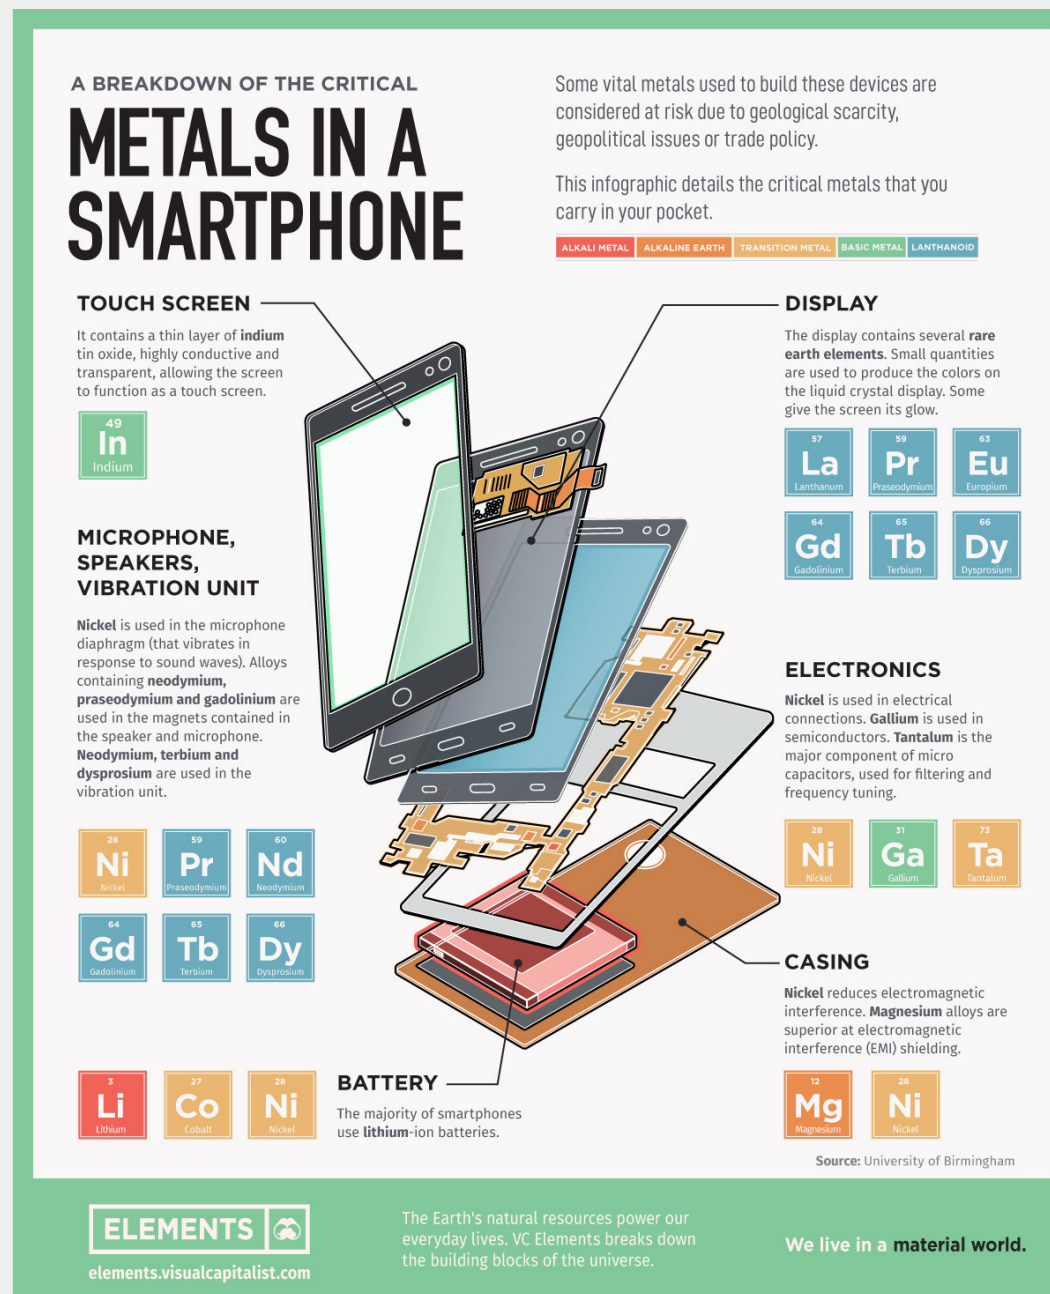 A BREAKDOWN OF THE CRITICAL
METALS IN A
SMARTPHONE
Some vital metals used to build these devices are
considered at risk due to geological scarcity,
geopolitical issues or trade policy.
This infographic details the critical metals that you
carry in your pocket.
ALKALI METAL ALKALINE EARTH TRANSITION METAL BASIC METAL LANTHANOID
TOUCH SCREEN
It contains a thin layer of indium
tin oxide, highly conductive and
transparent, allowing the screen
to function as a touch screen.
49
In
Indium
DISPLAY
The display contains several rare
earth elements. Small quantities
are used to produce the colors on
the liquid crystal display. Some
give the screen its glow.
57 59 63
La Pr Eu
Lanthanum Praseodymium Europium
64 65 66
Gd Tb Dy
Gadolinium Terbium Dysprosium
MICROPHONE,
SPEAKERS,
VIBRATION UNIT
Nickel is used in the microphone
diaphragm (that vibrates in
response to sound waves). Alloys
containing neodymium,
praseodymium and gadolinium are
used in the magnets contained in
the speaker and microphone.
Neodymium, terbium and
dysprosium are used in the
vibration unit.
28 59 60
Ni Pr Nd
Nickel Praseodymium Neodymium
64 65 66
Gd Tb Dy
Gadolinium Terbium Dysprosium
ELECTRONICS
Nickel is used in electrical
connections. Gallium is used in
semiconductors. Tantalum is the
major component of micro
capacitors, used for filtering and
frequency tuning.
28 31 73
Ni Ga Ta
Nickel Gallium Tantalum
CASING
Nickel reduces electromagnetic
interference. Magnesium alloys are
superior at electromagnetic
interference (EMI) shielding.
12 28
Mg Ni
Magnesium Nickel
3 27 28
Li Co Ni
Lithium Cobalt Nickel
BATTERY
The majority of smartphones
use lithium-ion batteries.
Source: University of Birmingham
ELEMENTS
elements.visualcapitalist.com
The Earth's natural resources power our
everyday lives. VC Elements breaks down
the building blocks of the universe.
We live in a material world.